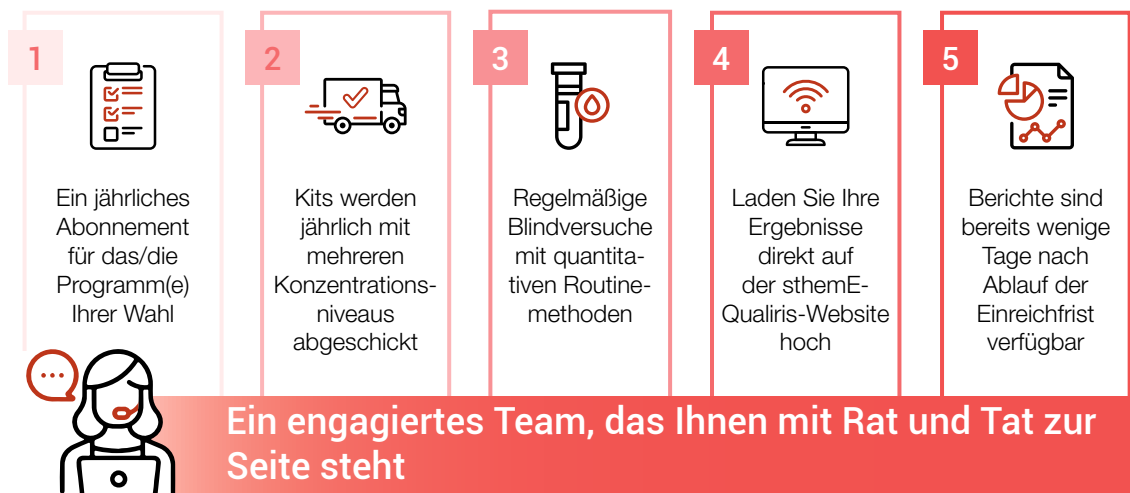 1
Ein jährliches
Abonnement
für das/die
Programm(e)
Ihrer Wahl
2
Kits werden
jährlich mit
mehreren
Konzentrations-
niveaus
abgeschickt
3
Regelmäßige
Blindversuche
mit quantita-
tiven Routine-
methoden
4
Laden Sie Ihre
Ergebnisse
direkt auf
der sthemE-
Qualiris-Website
hoch
5
Berichte sind
bereits wenige
Tage nach
Ablauf der
Einreichfrist
verfügbar
Ein engagiertes Team, das Ihnen mit Rat und Tat zur
Seite steht